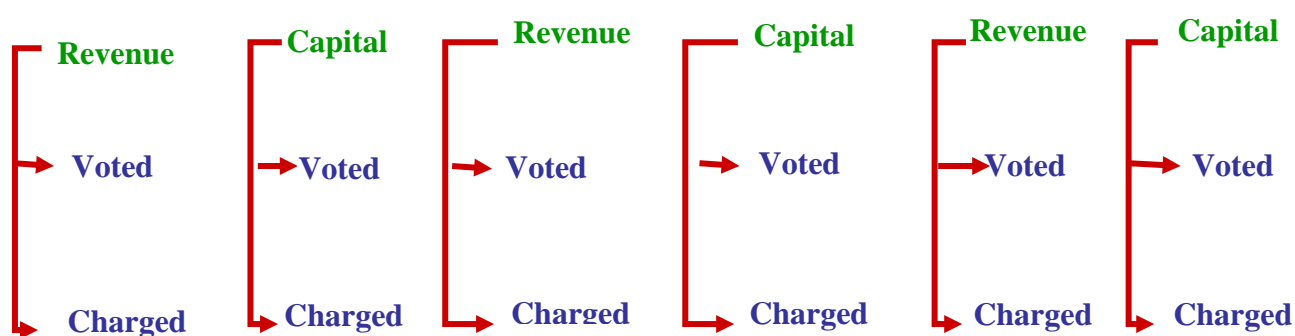 Revenue Capital Revenue Capital Revenue Capital
Voted Voted Voted Voted Voted Voted
Charged Charged Charged Charged Charged Charged